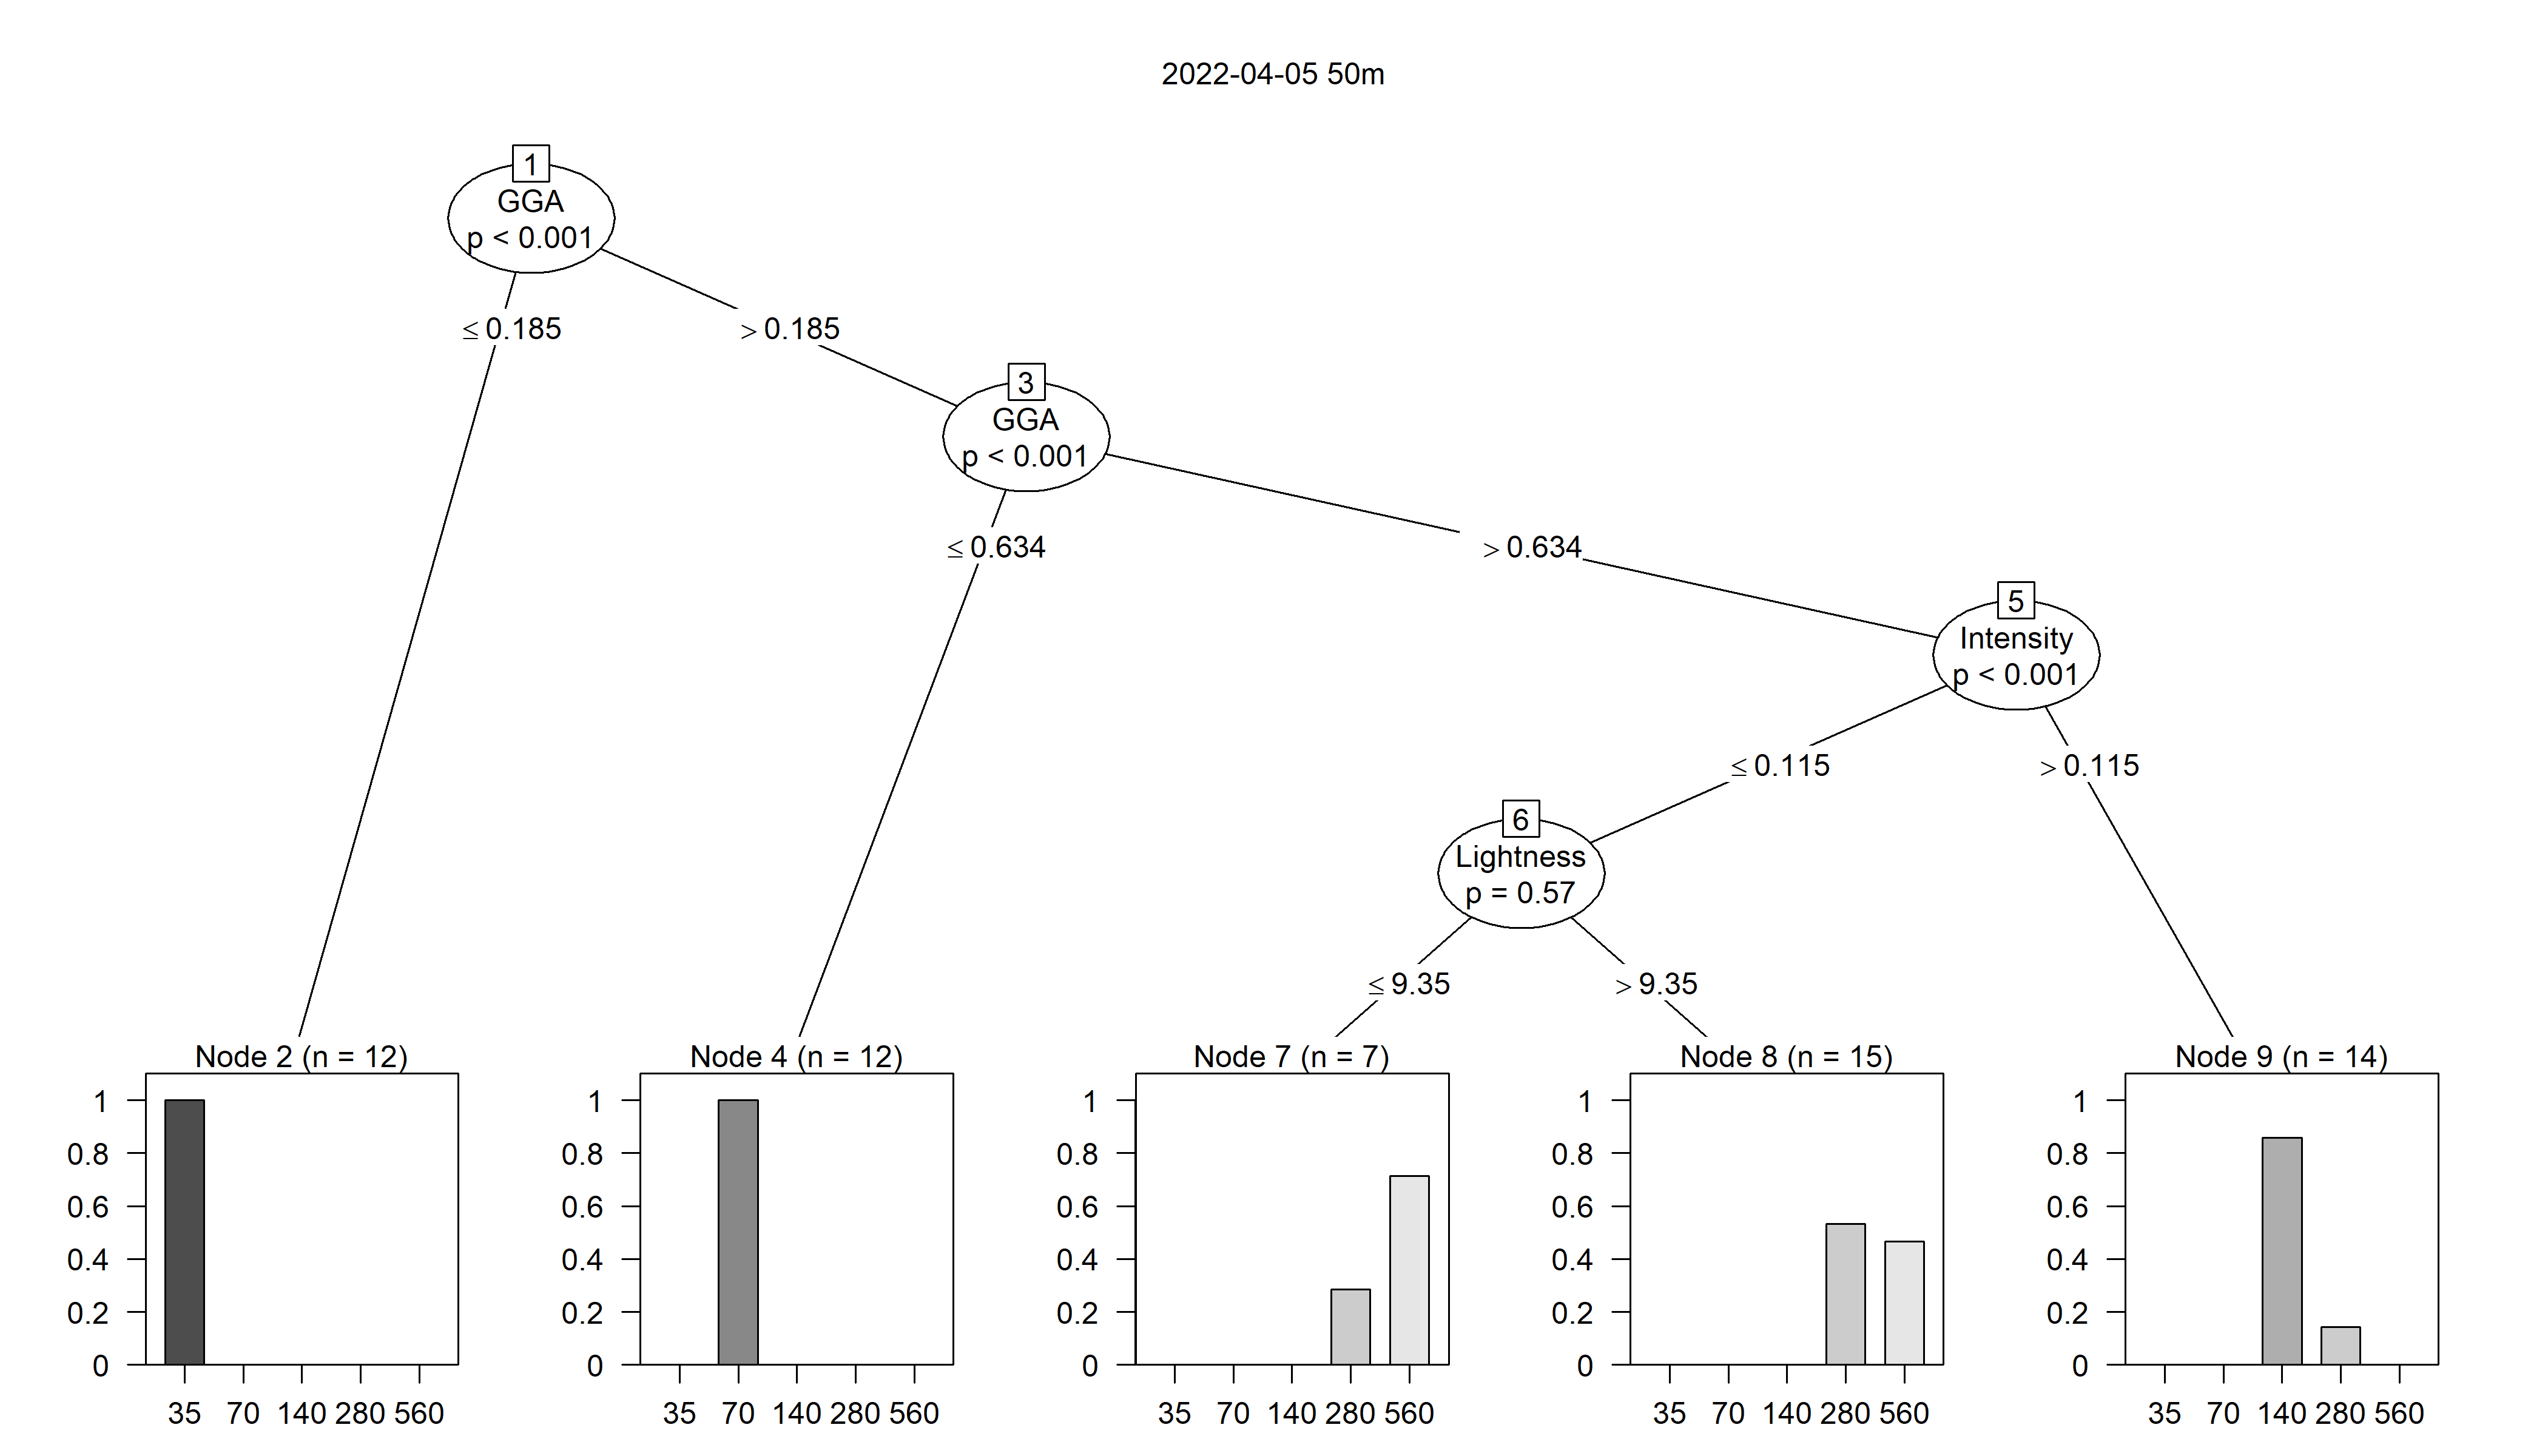 2022-04-05 50m
1
GGA
p < 0.001
≤ 0.185
> 0.185
3
GGA
p < 0.001
≤ 0.634
> 0.634
5
Intensity
p < 0.001
≤ 0.115
> 0.115
6
Lightness
p = 0.57
≤ 9.35
> 9.35
Node 2 (n = 12)
1
0.8
0.6
0.4
0.2
0
35 70 140 280 560
Node 4 (n = 12)
1
0.8
0.6
0.4
0.2
0
35 70 140 280 560
Node 7 (n = 7)
1
0.8
0.6
0.4
0.2
0
35 70 140 280 560
Node 8 (n = 15)
1
0.8
0.6
0.4
0.2
0
35 70 140 280 560
Node 9 (n = 14)
1
0.8
0.6
0.4
0.2
0
35 70 140 280 560